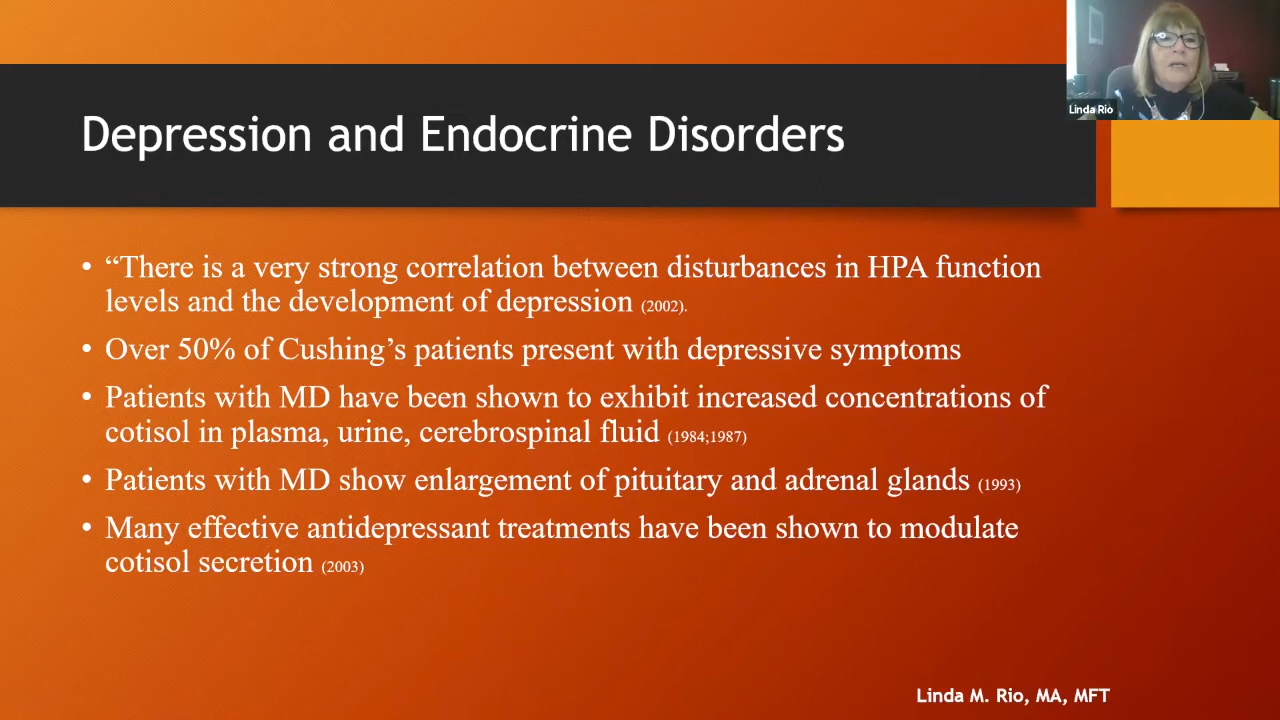 Linda Rio
Depression and Endocrine Disorders
• “There is a very strong correlation between disturbances in HPA function
levels and the development of depression (2002).
• Over 50% of Cushing’s patients present with depressive symptoms
• Patients with MD have been shown to exhibit increased concentrations of
cotisol in plasma, urine, cerebrospinal fluid (1984;1987)
• Patients with MD show enlargement of pituitary and adrenal glands (1993)
• Many effective antidepressant treatments have been shown to modulate
cotisol secretion (2003)
Linda M. Rio, MA, MFT